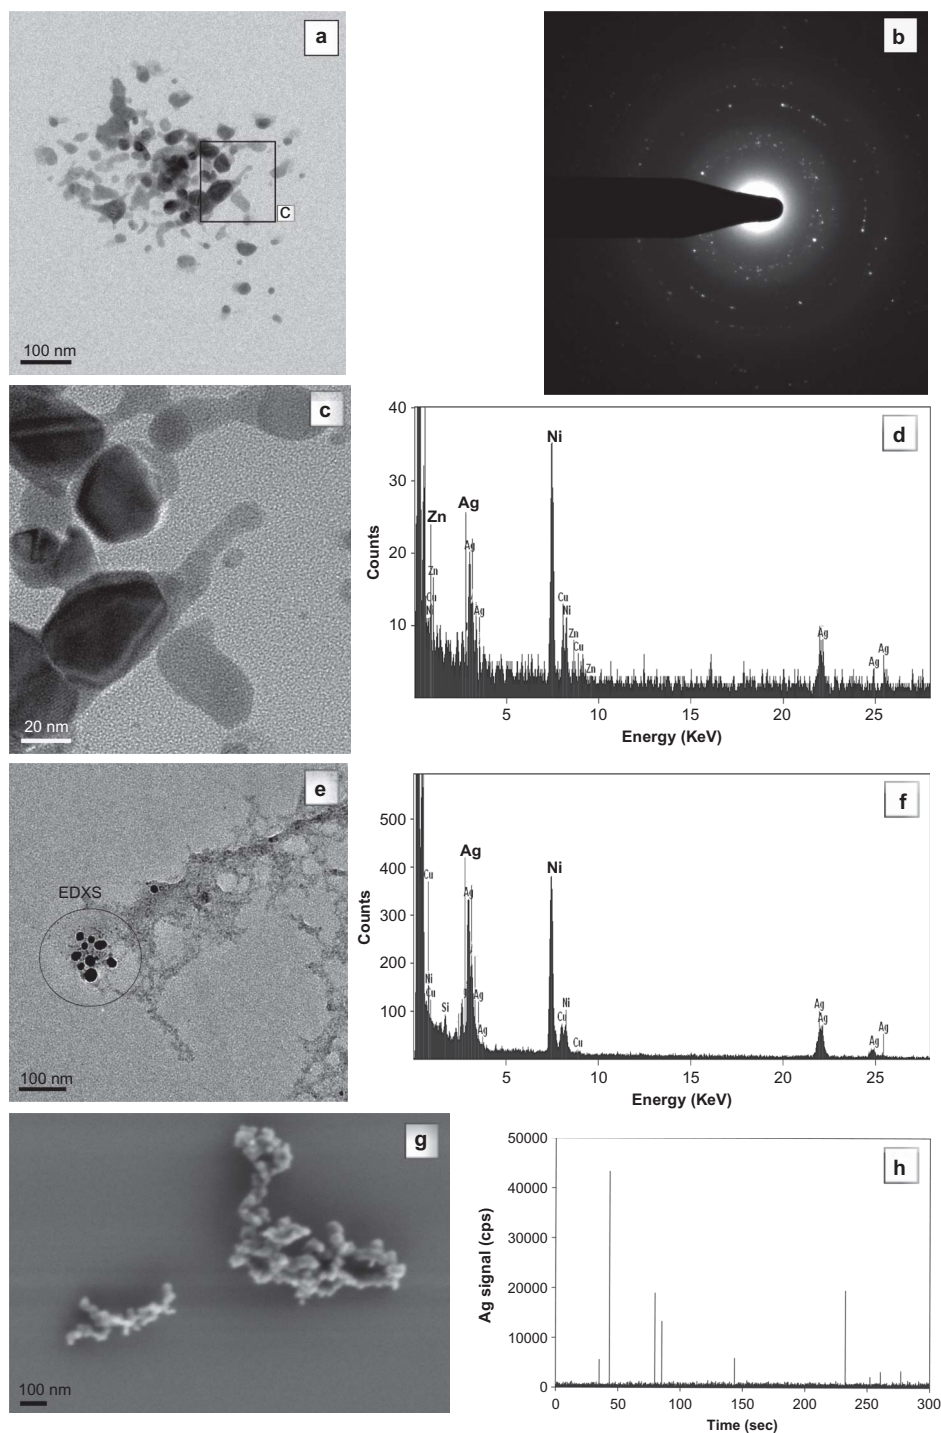 a
C
100 nm
b
c
20 nm
d
40
30
20
10
Counts
Zn
Zn
Cu
N
Ag
Ag
Ag
Ni
Cu
Ni
Zn
Cu
Zn
Ag
Ag
Ag
5
10
15
20
25
Energy (KeV)
e
EDXS
100 nm
f
500
400
300
200
100
Counts
Cu
Ni
Cu
Si
Ag
Ag
Ag
Ag
Ni
Ni
Cu
Cu
Ag
Ag
Ag
Ag
5
10
15
20
25
Energy (KeV)
g
100 nm
h
50000
40000
30000
20000
10000
0
Ag signal (cps)
0
50
100
150
200
250
300
Time (sec)